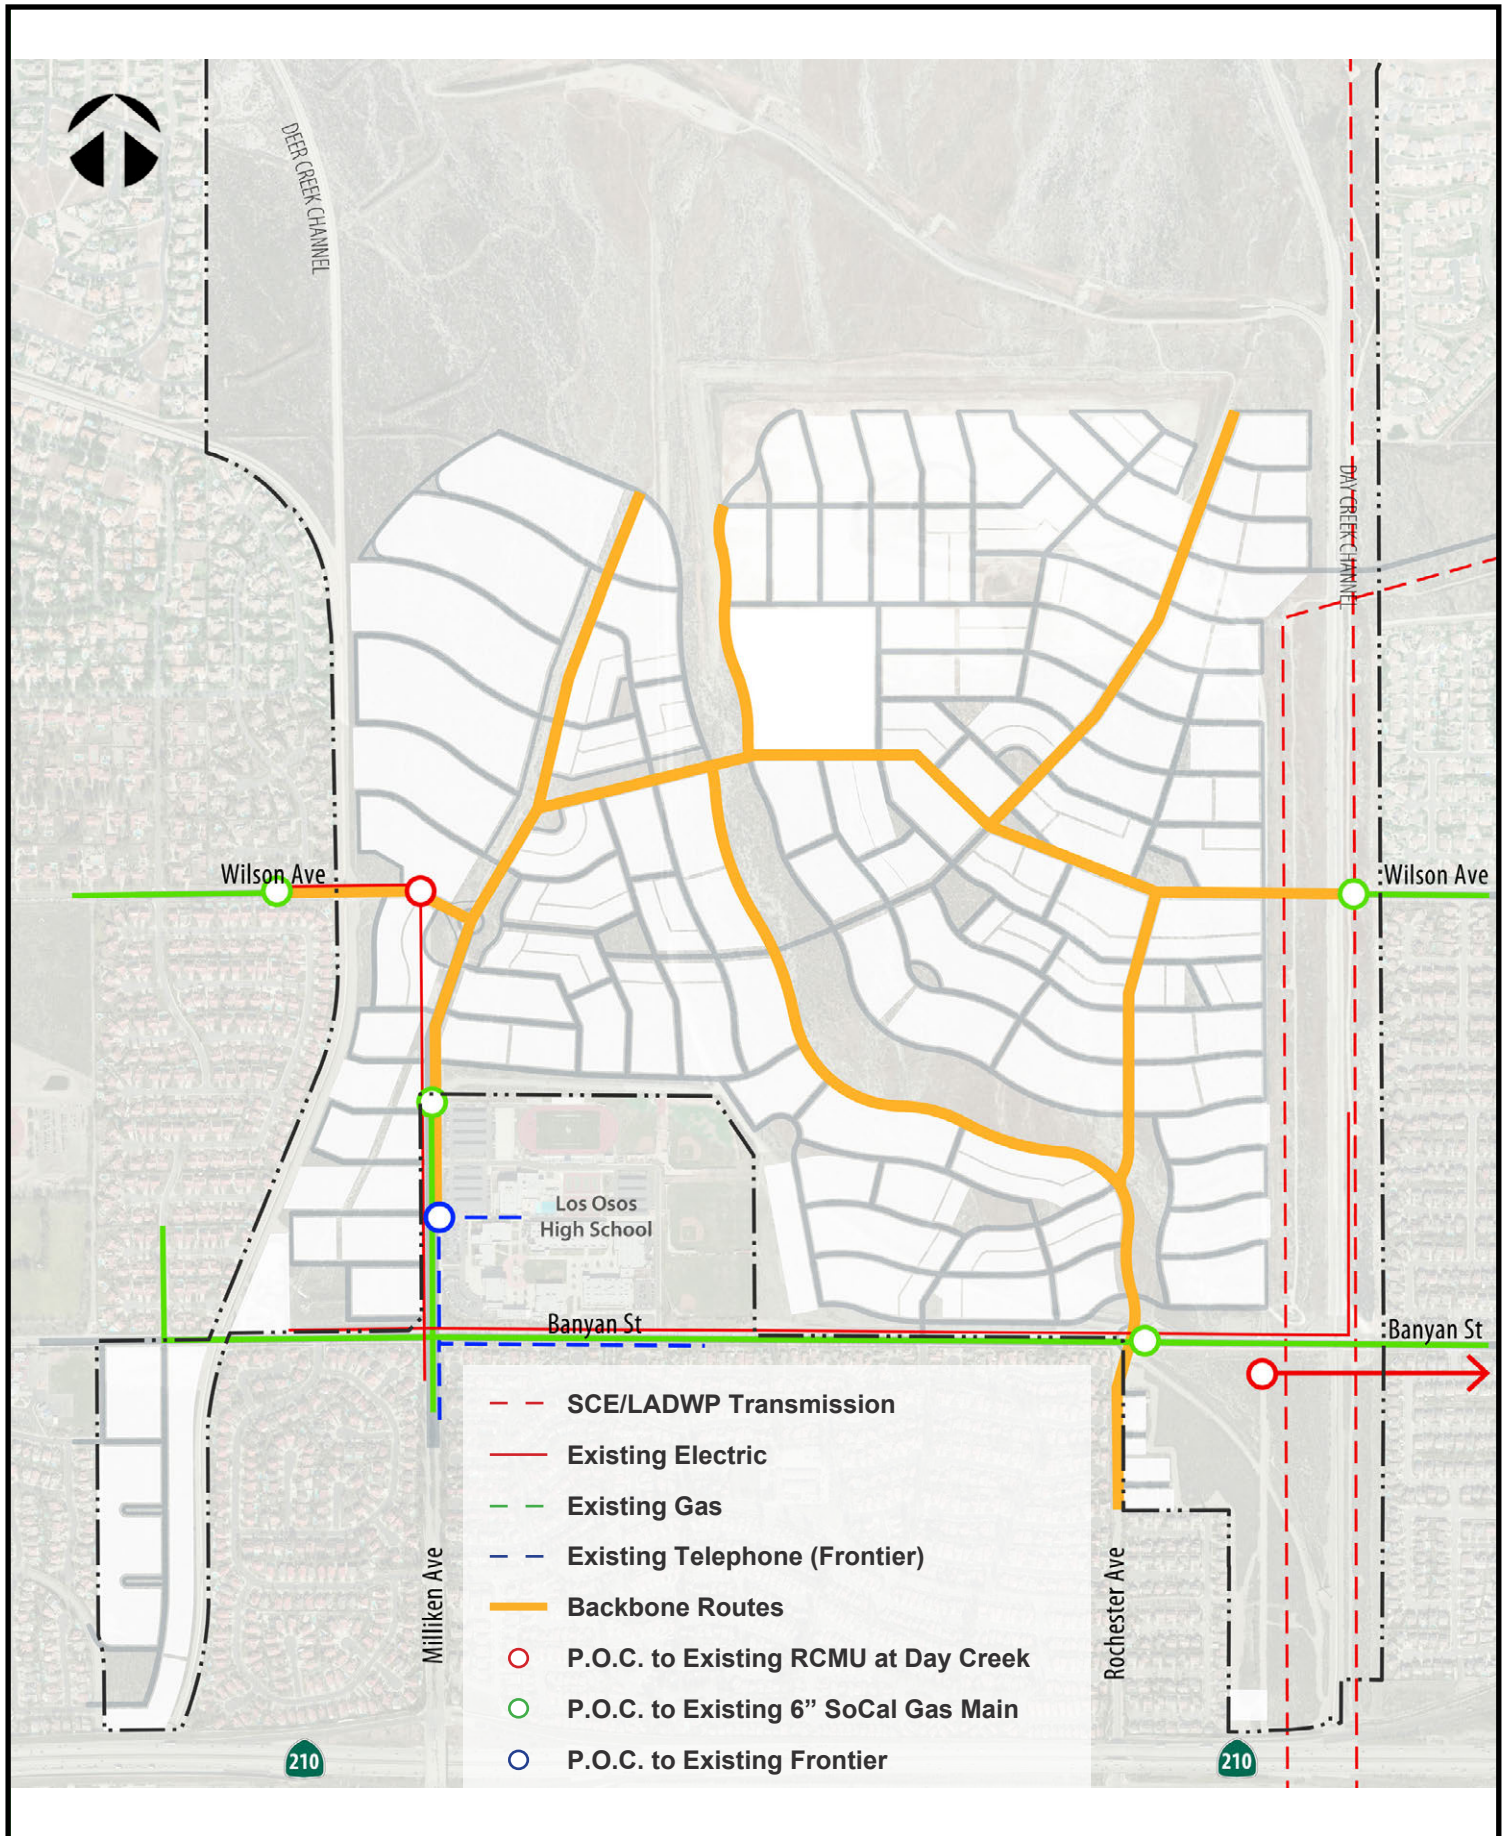 DEER CREEK CHANNEL
DAY CREEK CHANNEL
Wilson Ave
Wilson Ave
Los Osos
High School
Banyan St
Banyan St
SCE/LADWP Transmission
Existing Electric
Existing Gas
Existing Telephone (Frontier)
Backbone Routes
P.O.C. to Existing RCMU at Day Creek
P.O.C. to Existing 6” SoCal Gas Main
P.O.C. to Existing Frontier
Milliken Ave
Rochester Ave
210
210